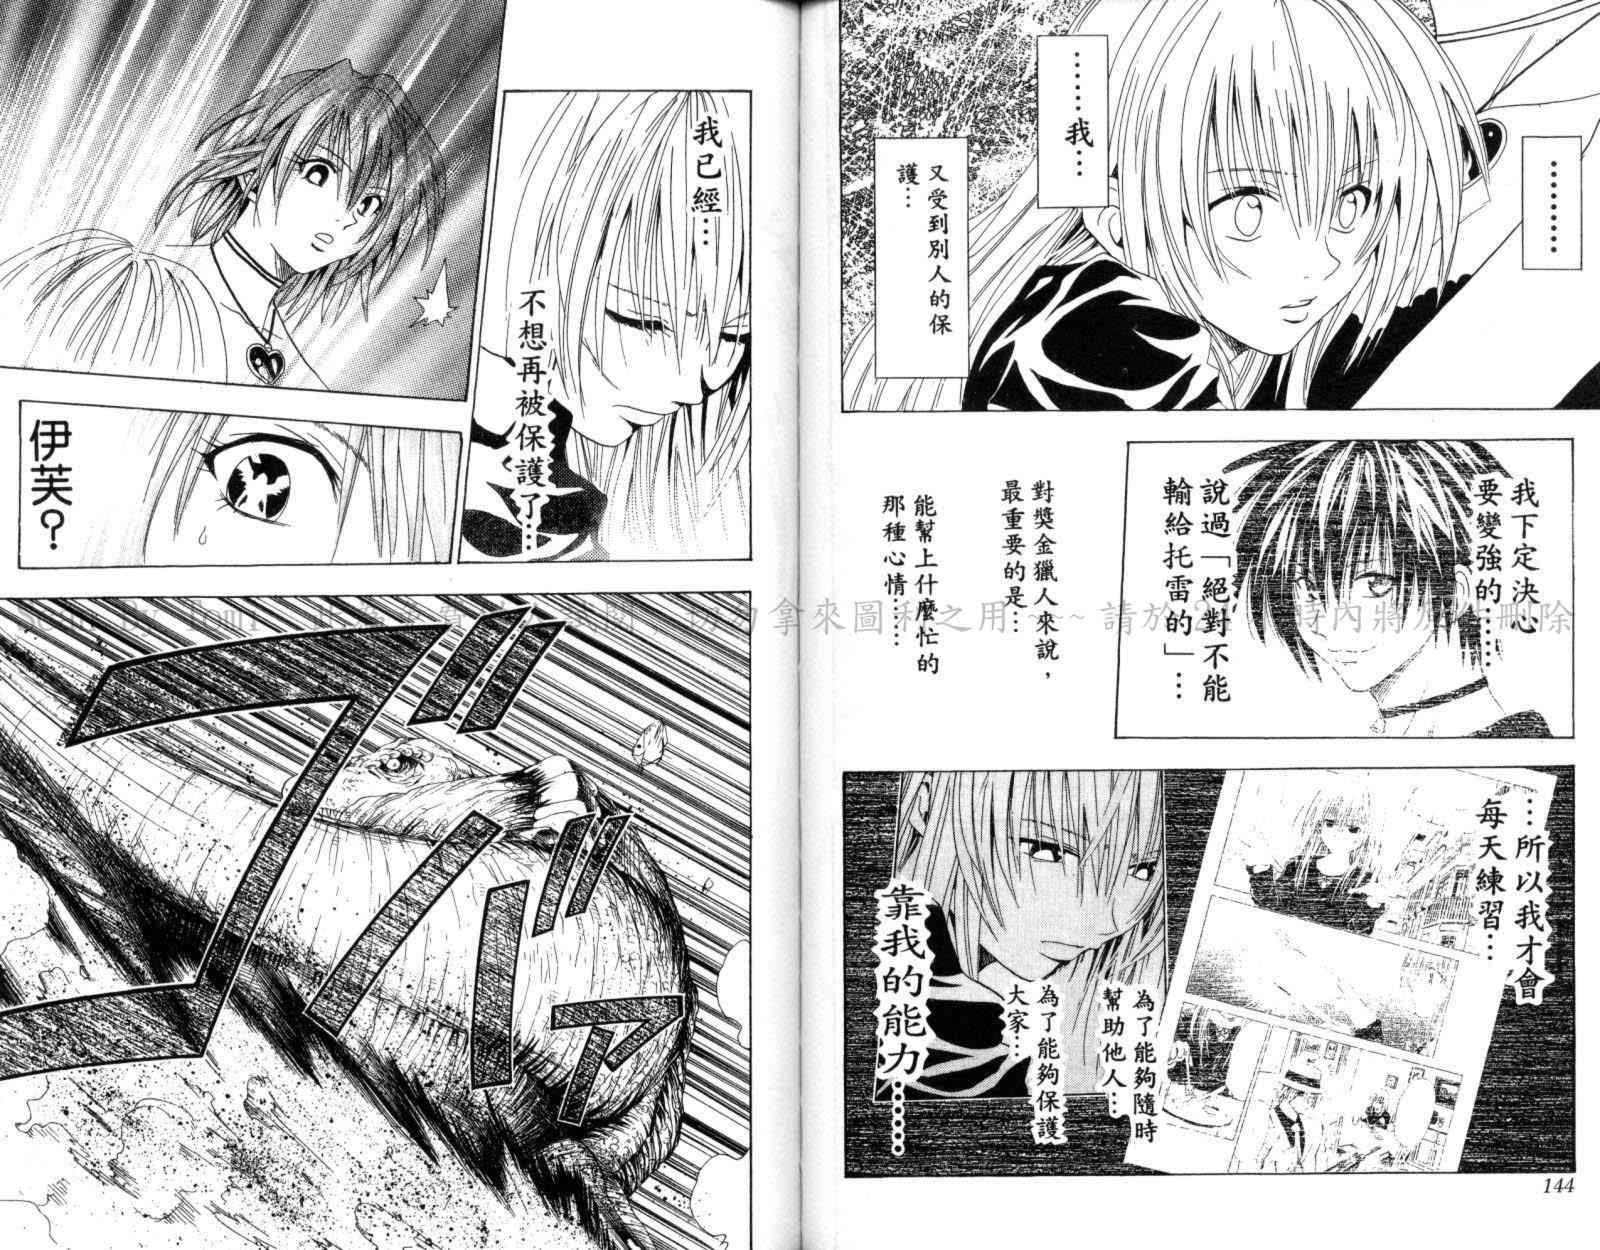 ………
……我…
又受到別人的保
護…
我下定決心
要變強的……
說過「絕對不能
輸給托雷的」…
對獎金獵人來說，
最重要的是…
能幫上什麼忙的
那種心情……
…所以我才會
每天練習…
為了能夠隨時
幫助他人…
為了能夠保護
大家…
靠我的能力……
144
我已經…
不想再被保護了…
伊芙？
ズバァ